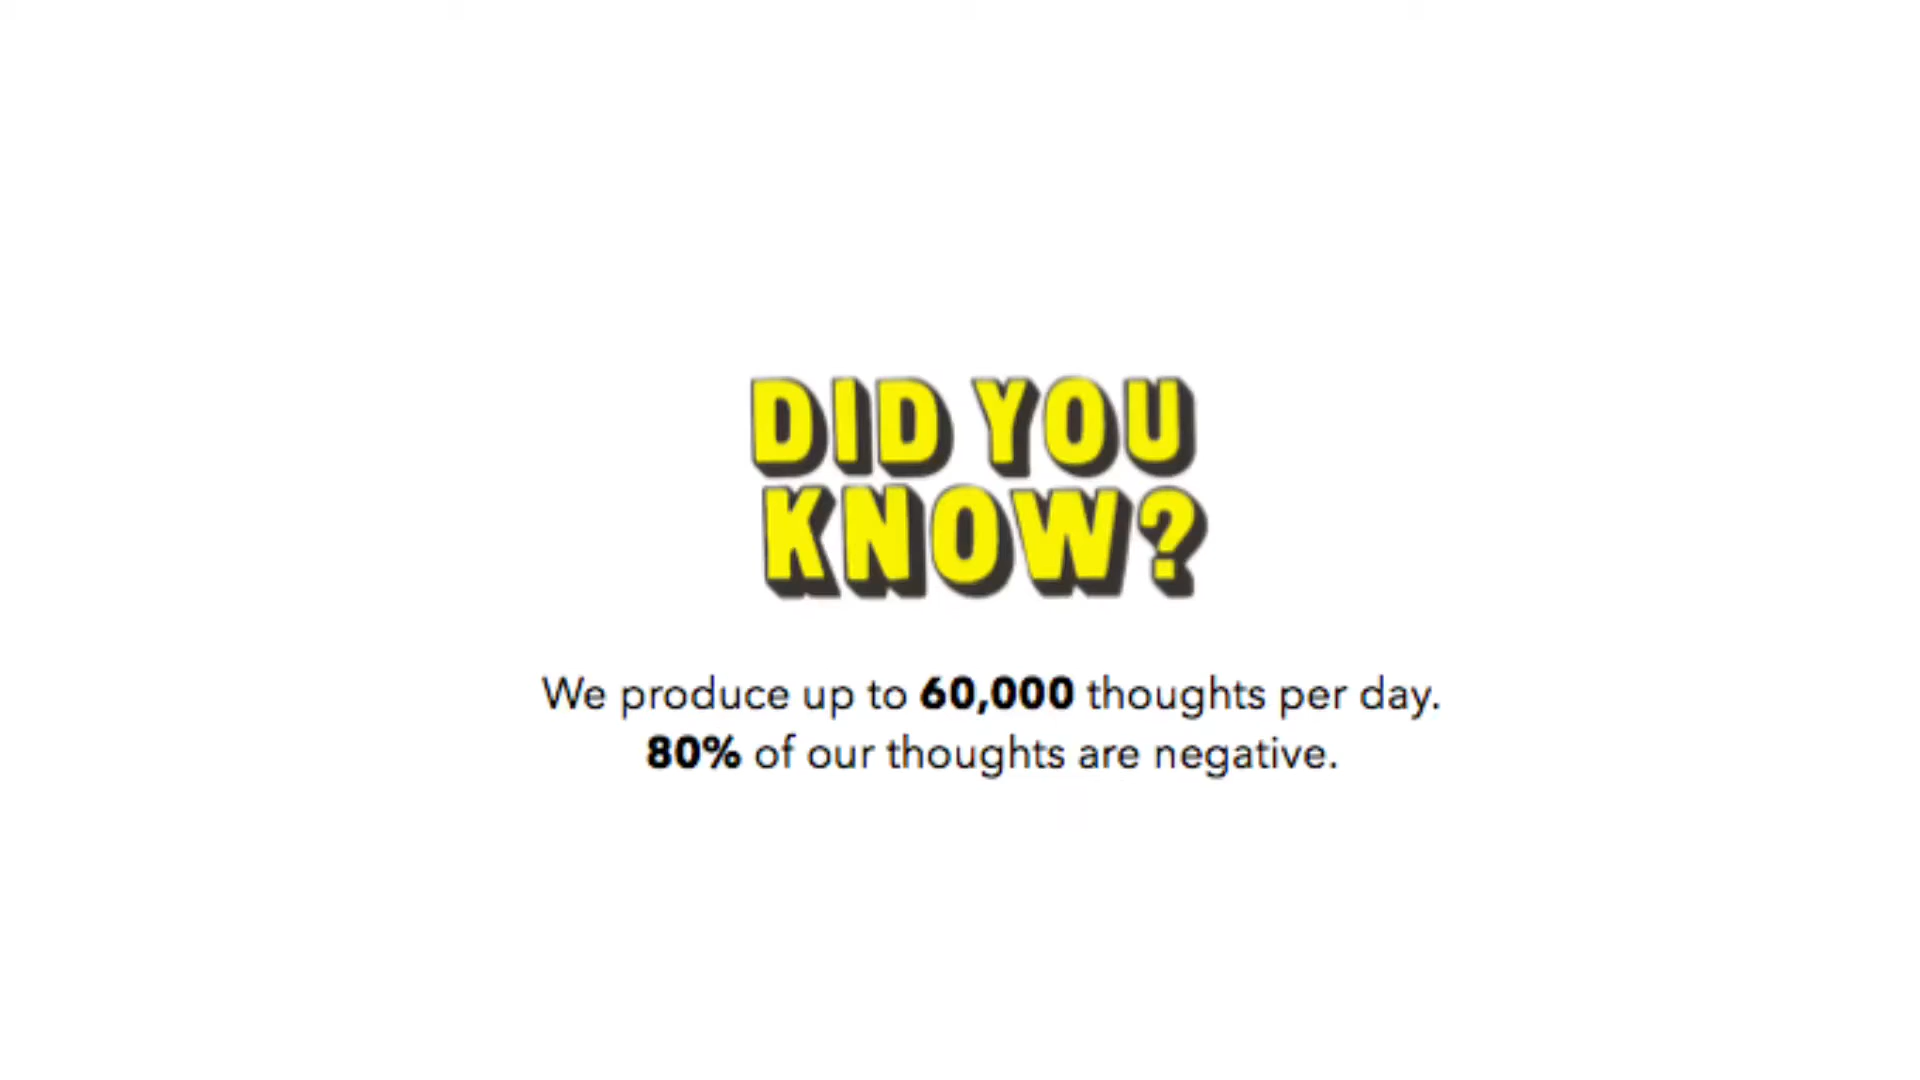 DID YOU
KNOW?
We produce up to 60,000 thoughts per day.
80% of our thoughts are negative.